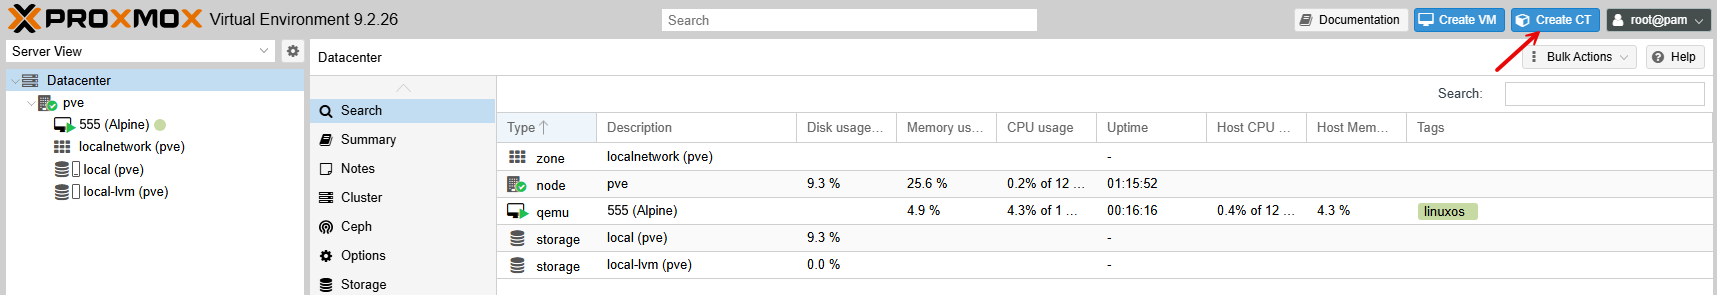 PROXMOX Virtual Environment 9.2.26 Search Documentation Create VM Create CT root@pam
Server View
Datacenter Bulk Actions Help
Datacenter
pve
555 (Alpine)
localnetwork (pve)
local (pve)
local-lvm (pve)
Search
Summary
Notes
Cluster
Ceph
Options
Storage
Search:
Type Description Disk usage... Memory us... CPU usage Uptime Host CPU ... Host Mem... Tags
zone localnetwork (pve) -
node pve 9.3 % 25.6 % 0.2% of 12 ... 01:15:52
qemu 555 (Alpine) 4.9 % 4.3% of 1 ... 00:16:16 0.4% of 12 ... 4.3 % linuxos
storage local (pve) 9.3 % -
storage local-lvm (pve) 0.0 % -